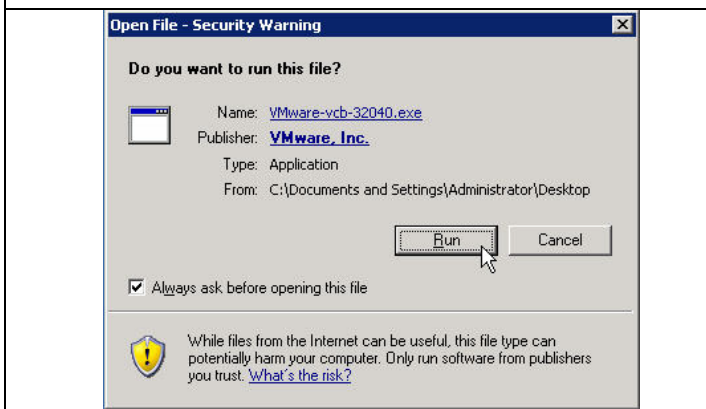 Open File - Security Warning
Do you want to run this file?
Name: VMware-vcb-32040.exe
Publisher: VMware, Inc.
Type: Application
From: C:\Documents and Settings\Administrator\Desktop
Run Cancel
Always ask before opening this file
While files from the Internet can be useful, this file type can
potentially harm your computer. Only run software from publishers
you trust. What's the risk?